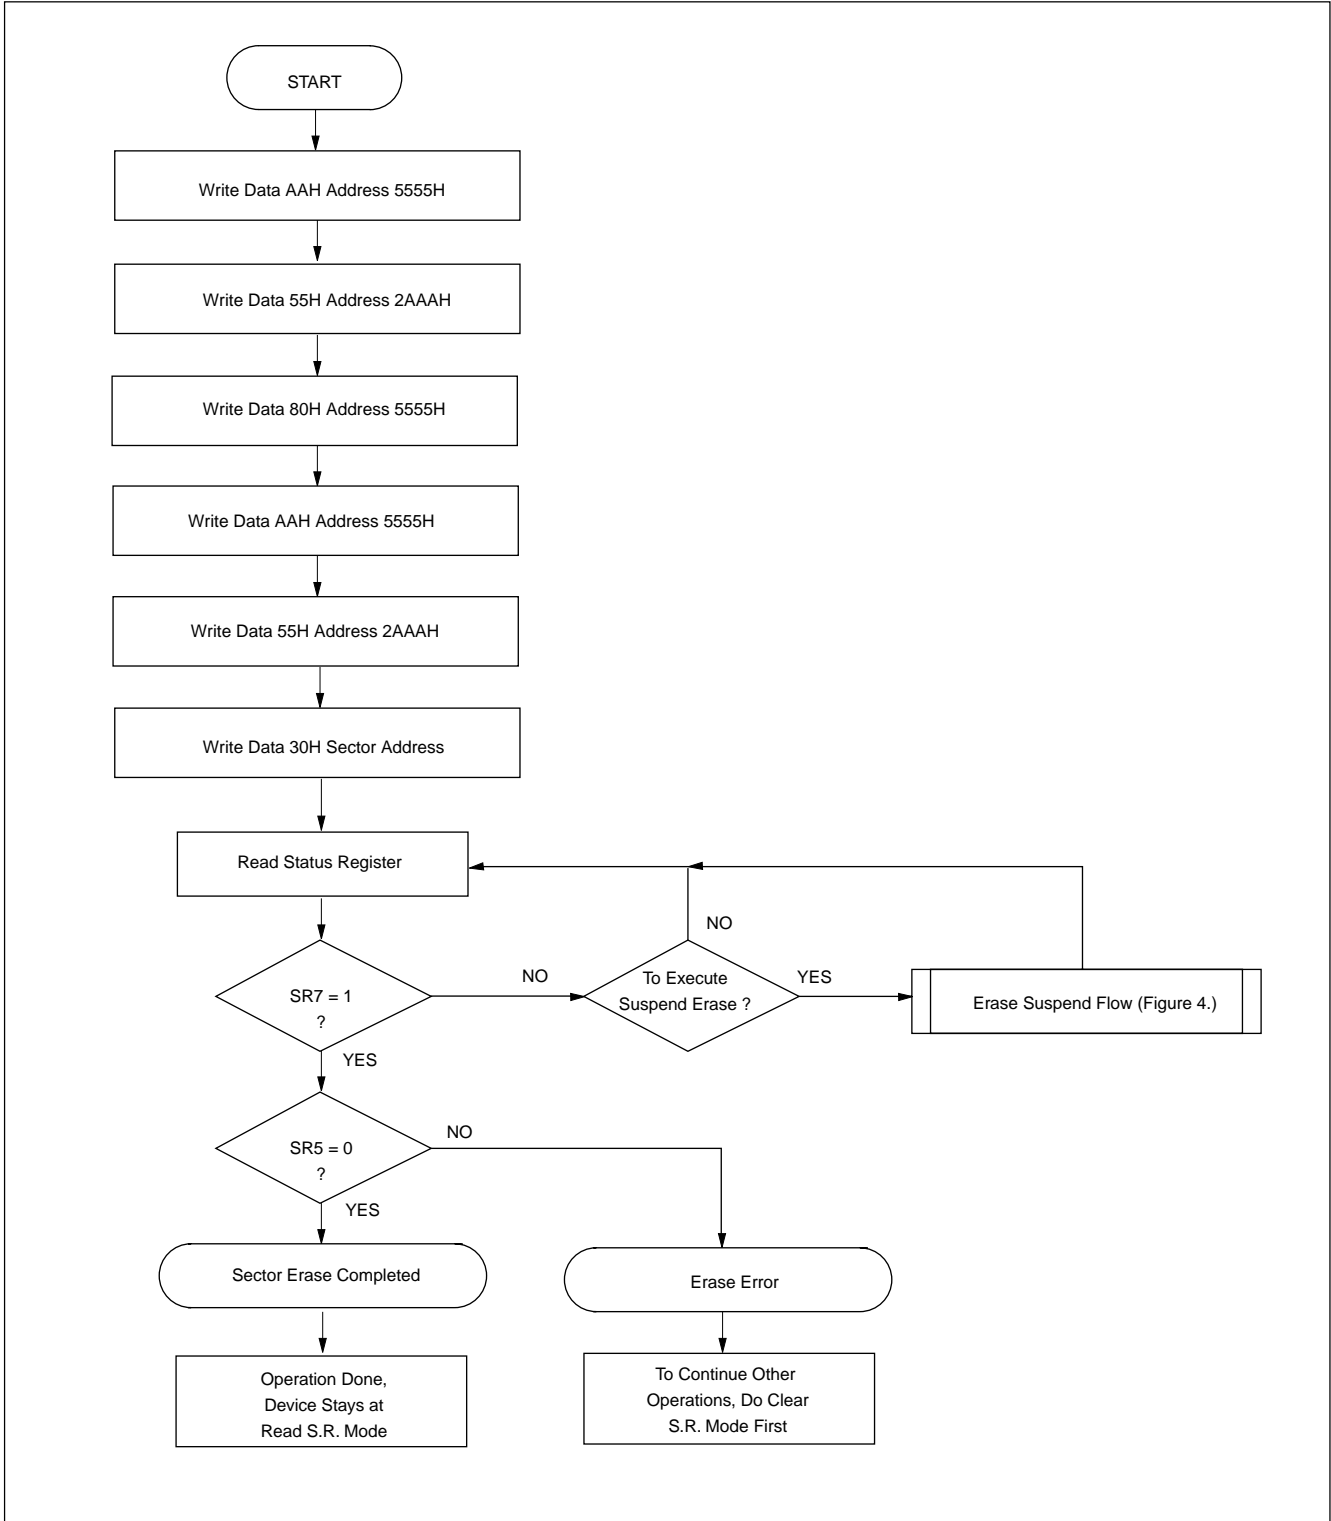 START
Write Data AAH Address 5555H
Write Data 55H Address 2AAAH
Write Data 80H Address 5555H
Write Data AAH Address 5555H
Write Data 55H Address 2AAAH
Write Data 30H Sector Address
Read Status Register
NO
To Execute
Suspend Erase ?
NO
YES
Erase Suspend Flow (Figure 4.)
SR7 = 1
?
YES
SR5 = 0
?
NO
YES
Sector Erase Completed
Erase Error
Operation Done,
Device Stays at
Read S.R. Mode
To Continue Other
Operations, Do Clear
S.R. Mode First